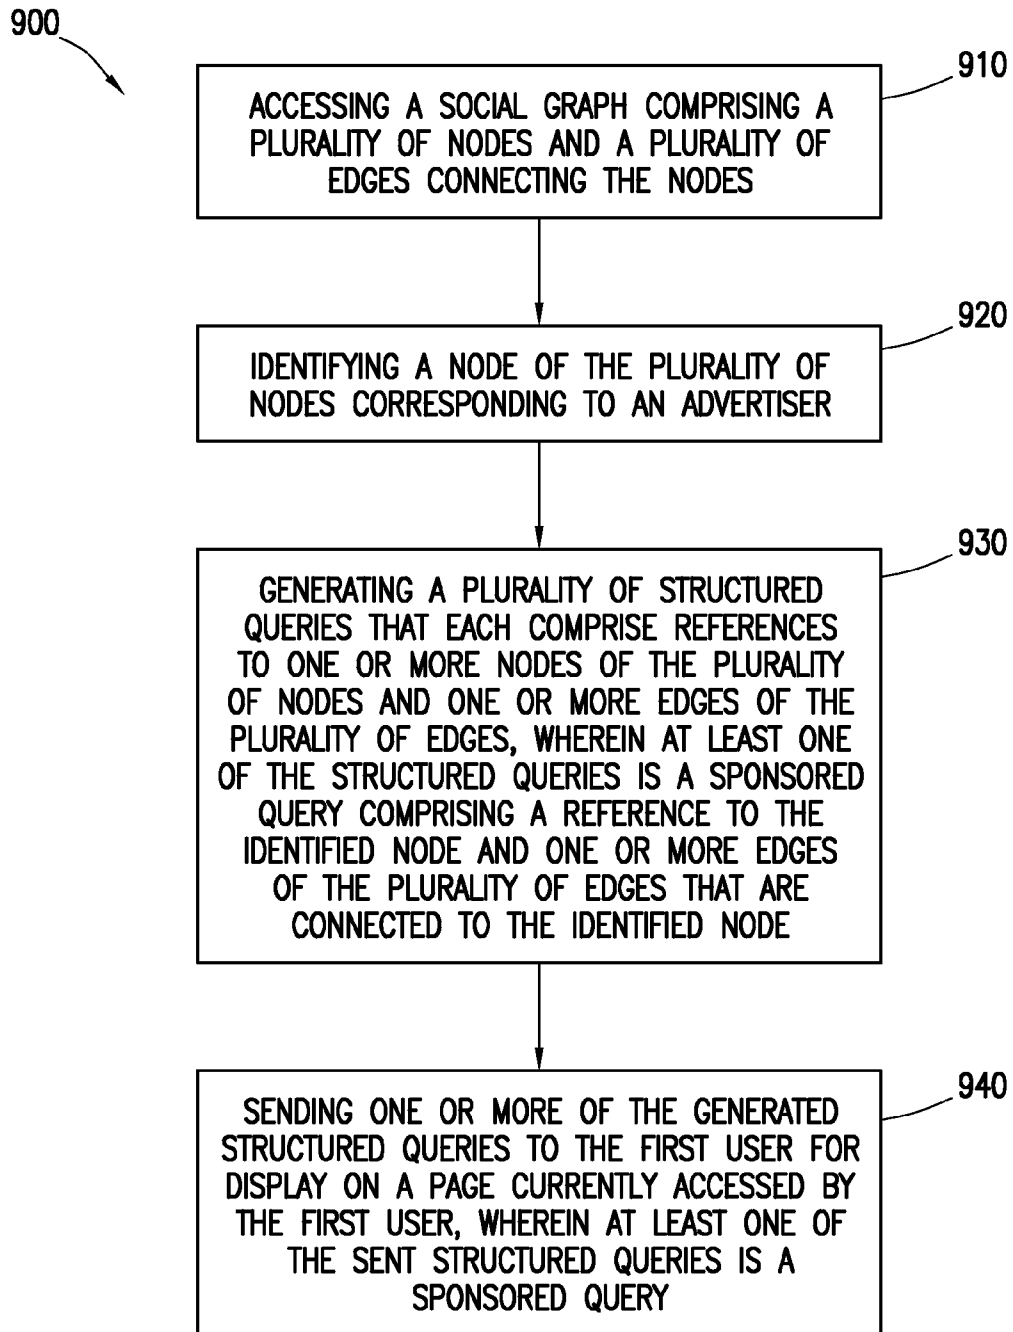 900
910
ACCESSING A SOCIAL GRAPH COMPRISING A
PLURALITY OF NODES AND A PLURALITY OF
EDGES CONNECTING THE NODES
920
IDENTIFYING A NODE OF THE PLURALITY OF
NODES CORRESPONDING TO AN ADVERTISER
930
GENERATING A PLURALITY OF STRUCTURED
QUERIES THAT EACH COMPRISE REFERENCES
TO ONE OR MORE NODES OF THE PLURALITY
OF NODES AND ONE OR MORE EDGES OF THE
PLURALITY OF EDGES, WHEREIN AT LEAST ONE
OF THE STRUCTURED QUERIES IS A SPONSORED
QUERY COMPRISING A REFERENCE TO THE
IDENTIFIED NODE AND ONE OR MORE EDGES
OF THE PLURALITY OF EDGES THAT ARE
CONNECTED TO THE IDENTIFIED NODE
940
SENDING ONE OR MORE OF THE GENERATED
STRUCTURED QUERIES TO THE FIRST USER FOR
DISPLAY ON A PAGE CURRENTLY ACCESSED BY
THE FIRST USER, WHEREIN AT LEAST ONE OF
THE SENT STRUCTURED QUERIES IS A
SPONSORED QUERY